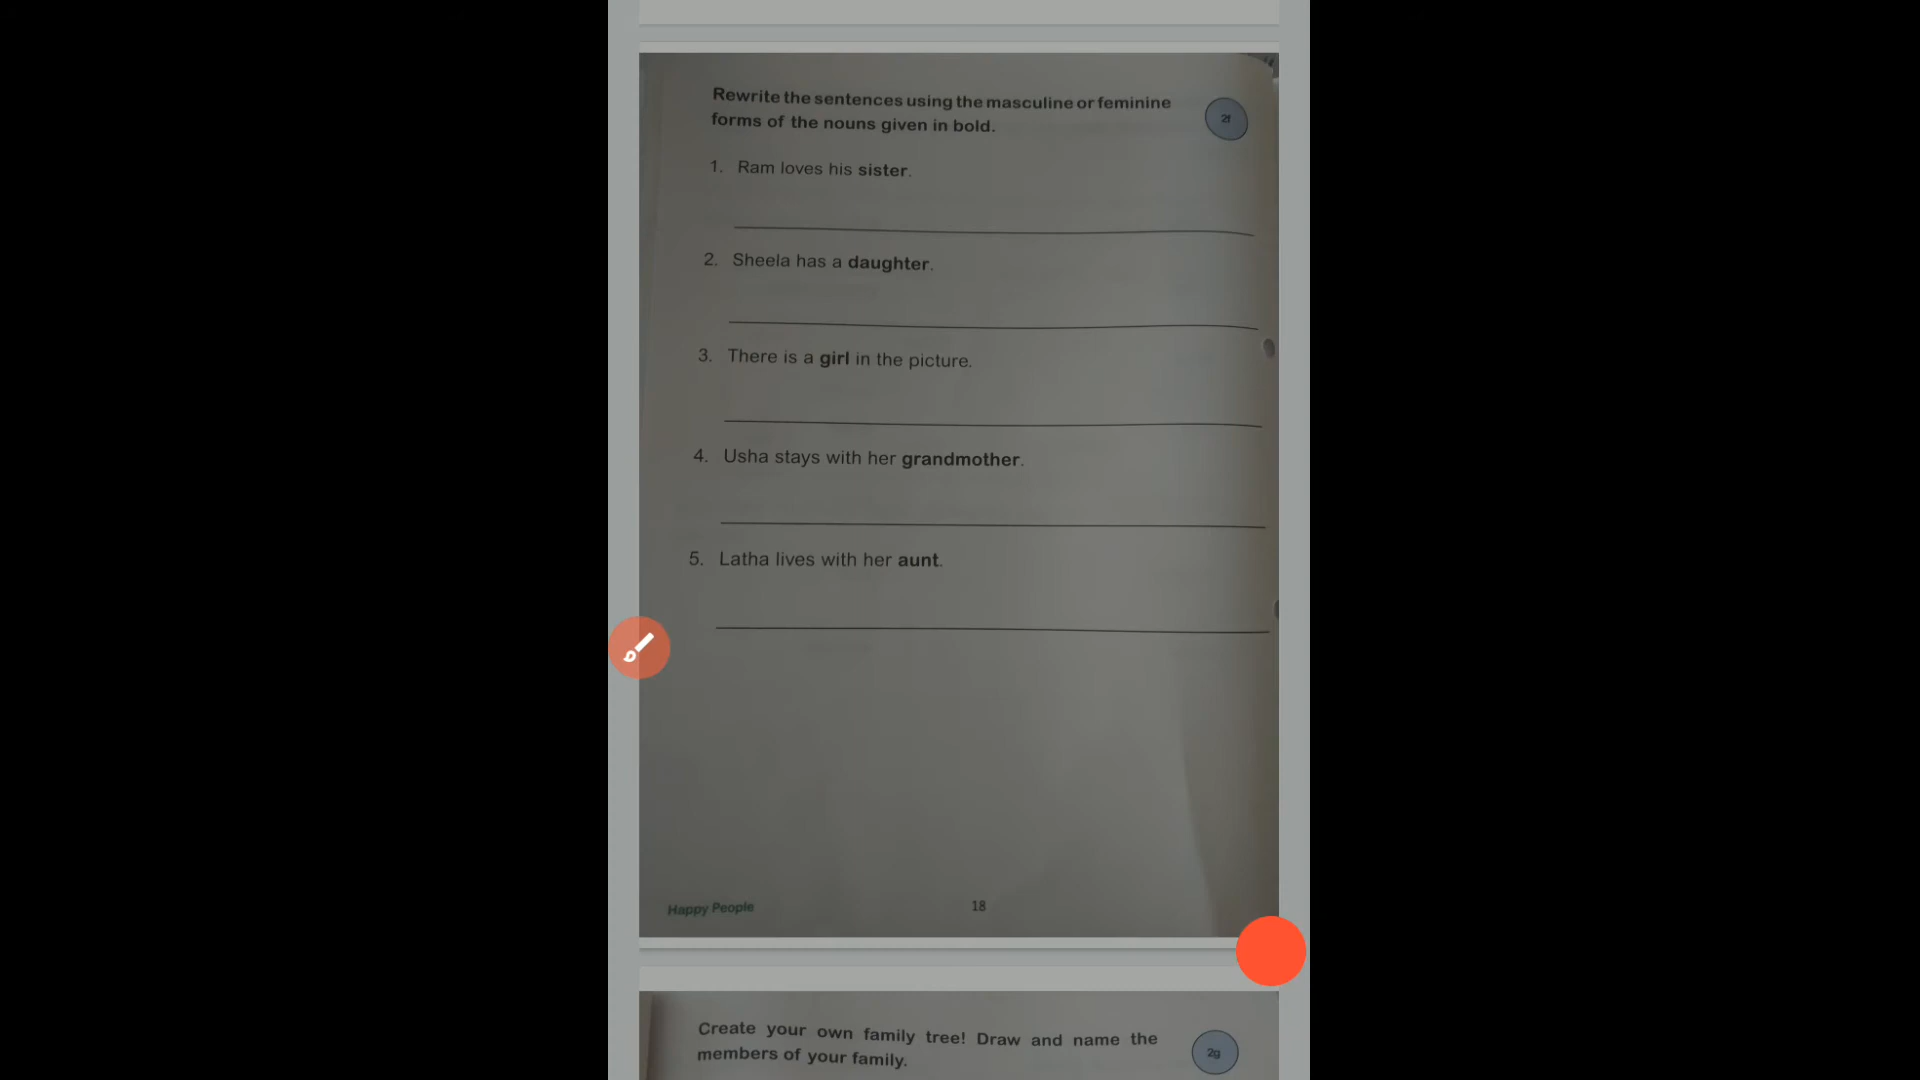 Rewrite the sentences using the masculine or feminine
forms of the nouns given in bold.
2f
1. Ram loves his sister.
2. Sheela has a daughter.
3. There is a girl in the picture.
4. Usha stays with her grandmother.
5. Latha lives with her aunt.
Happy People
18
Create your own family tree! Draw and name the
members of your family.
2g